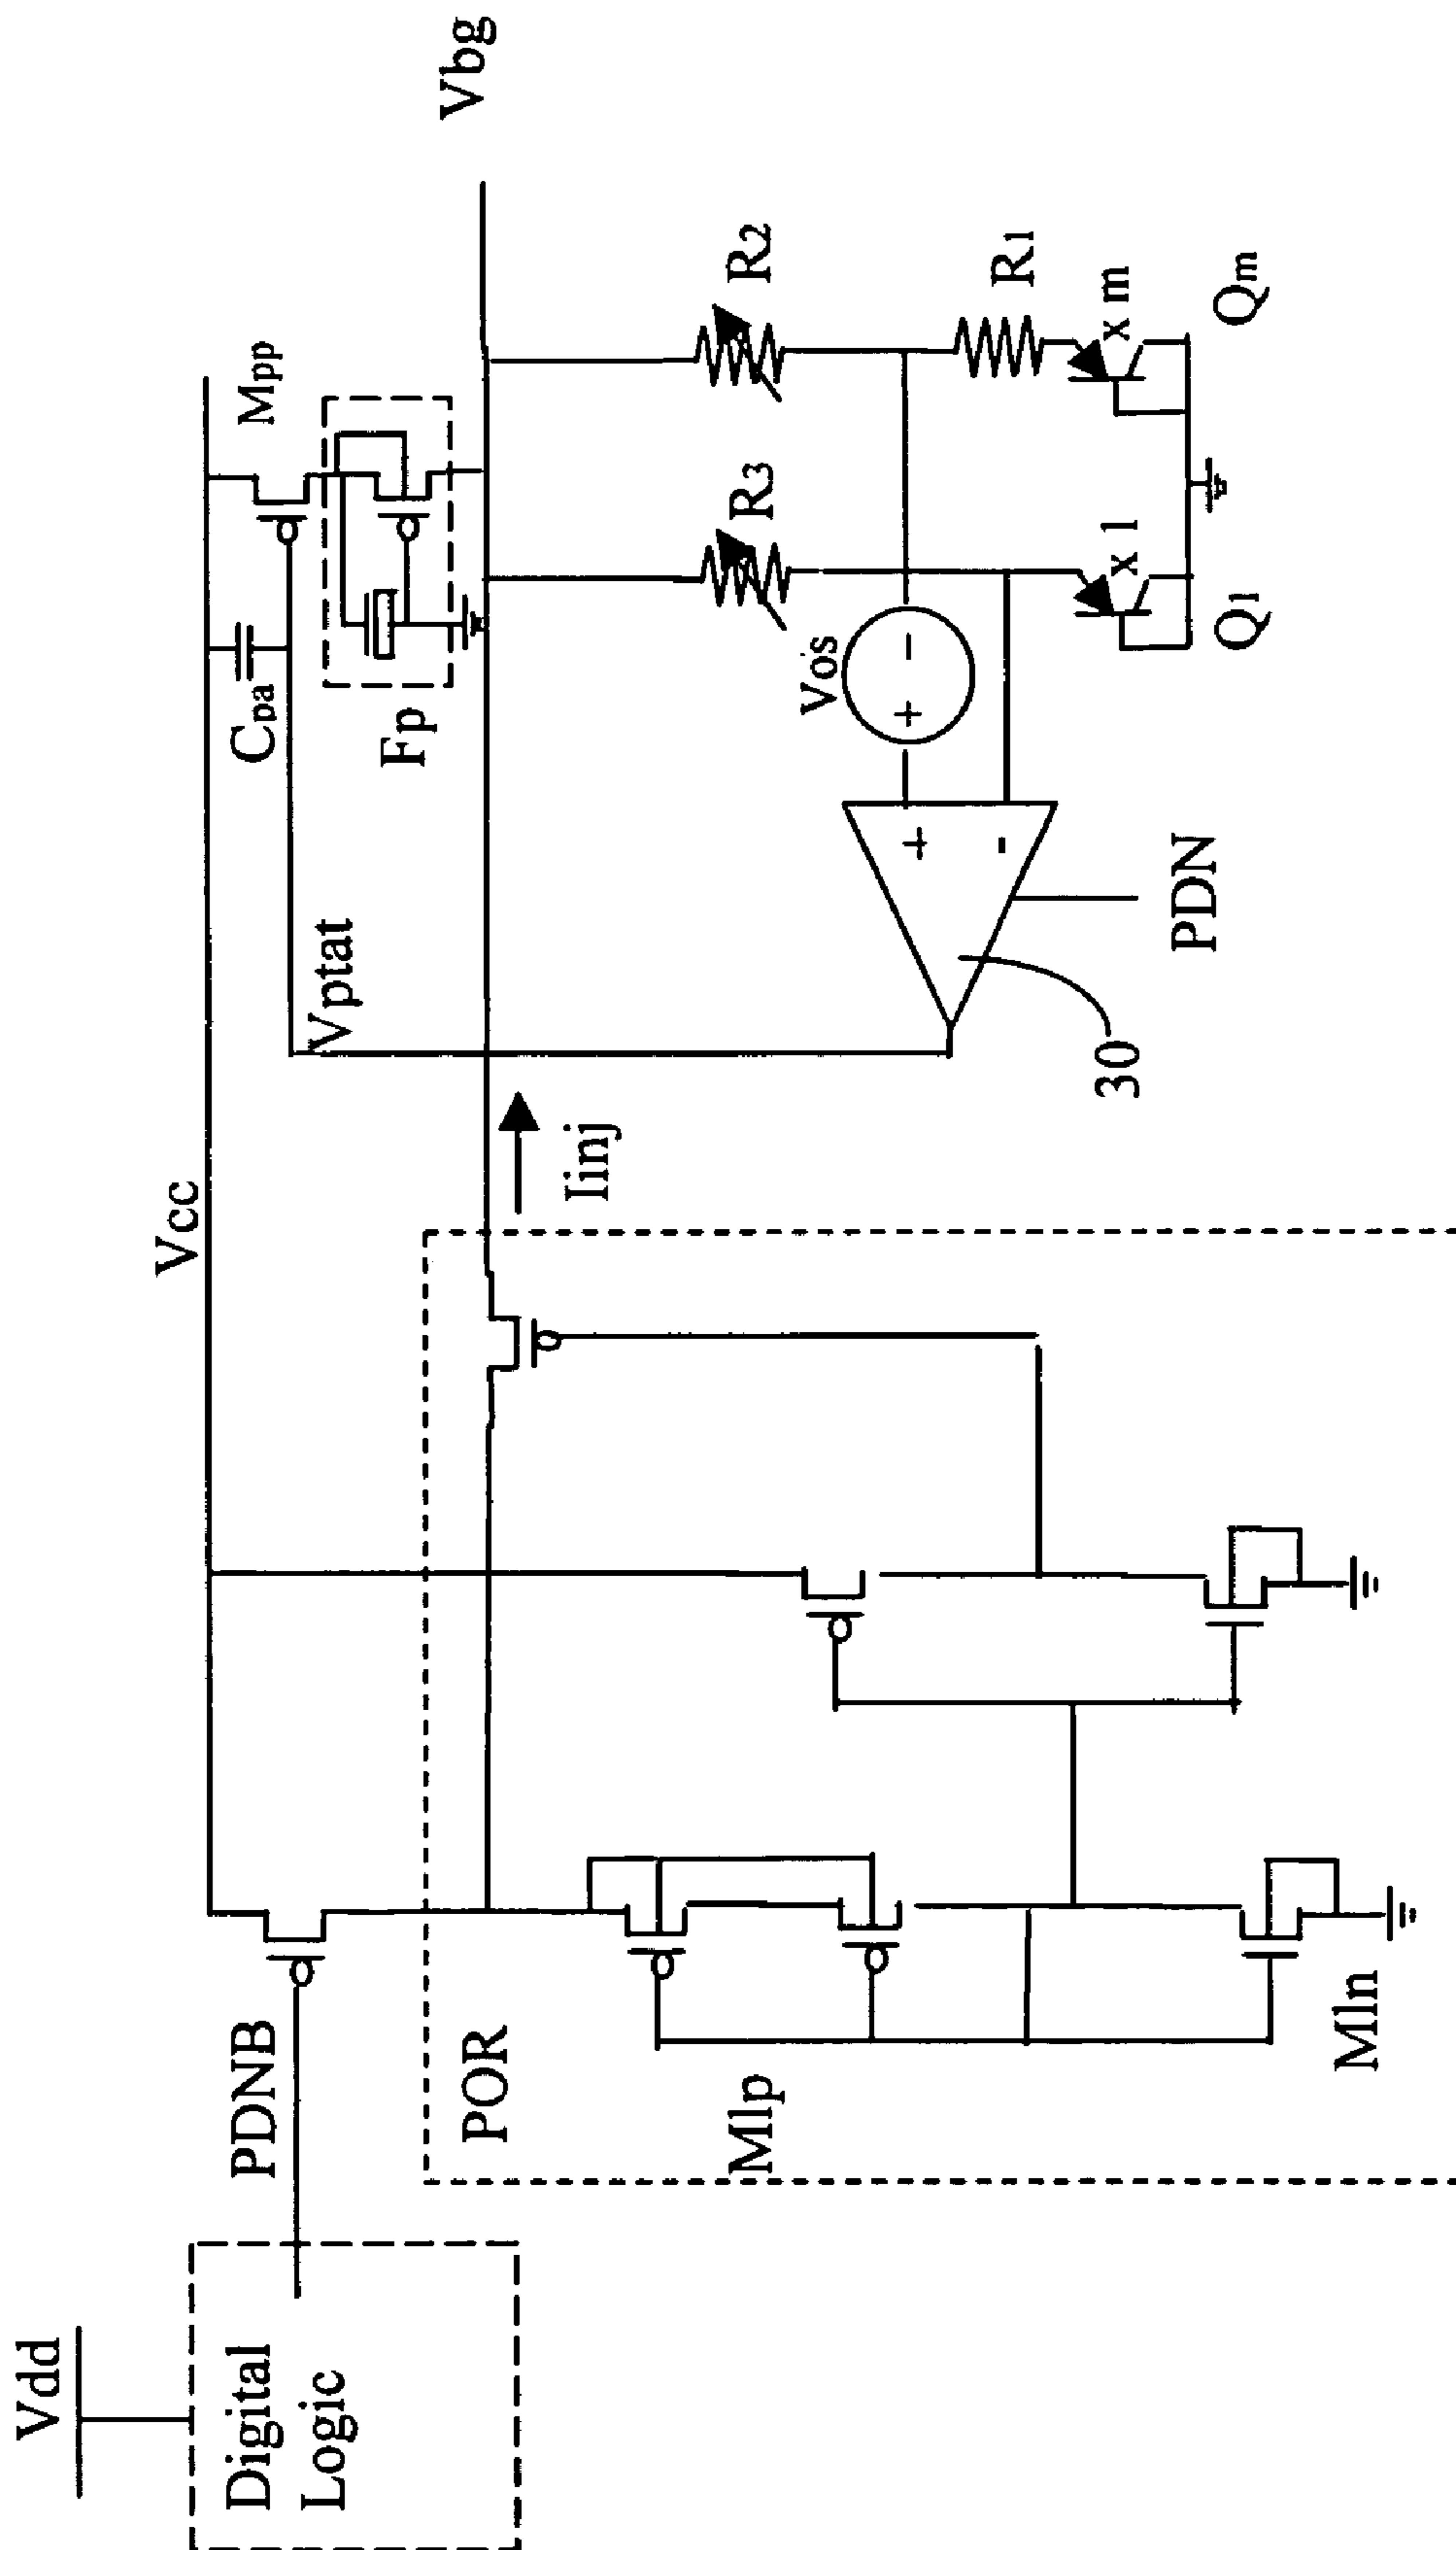 Vdd
Digital
Logic
PDNB
POR
Mlp
Mln
Vcc
Iinj
Vptat
Cpa
Mpp
Fp
Vbg
R3
R2
R1
Vos
+ -
+
-
30
PDN
x 1
Q1
x m
Qm